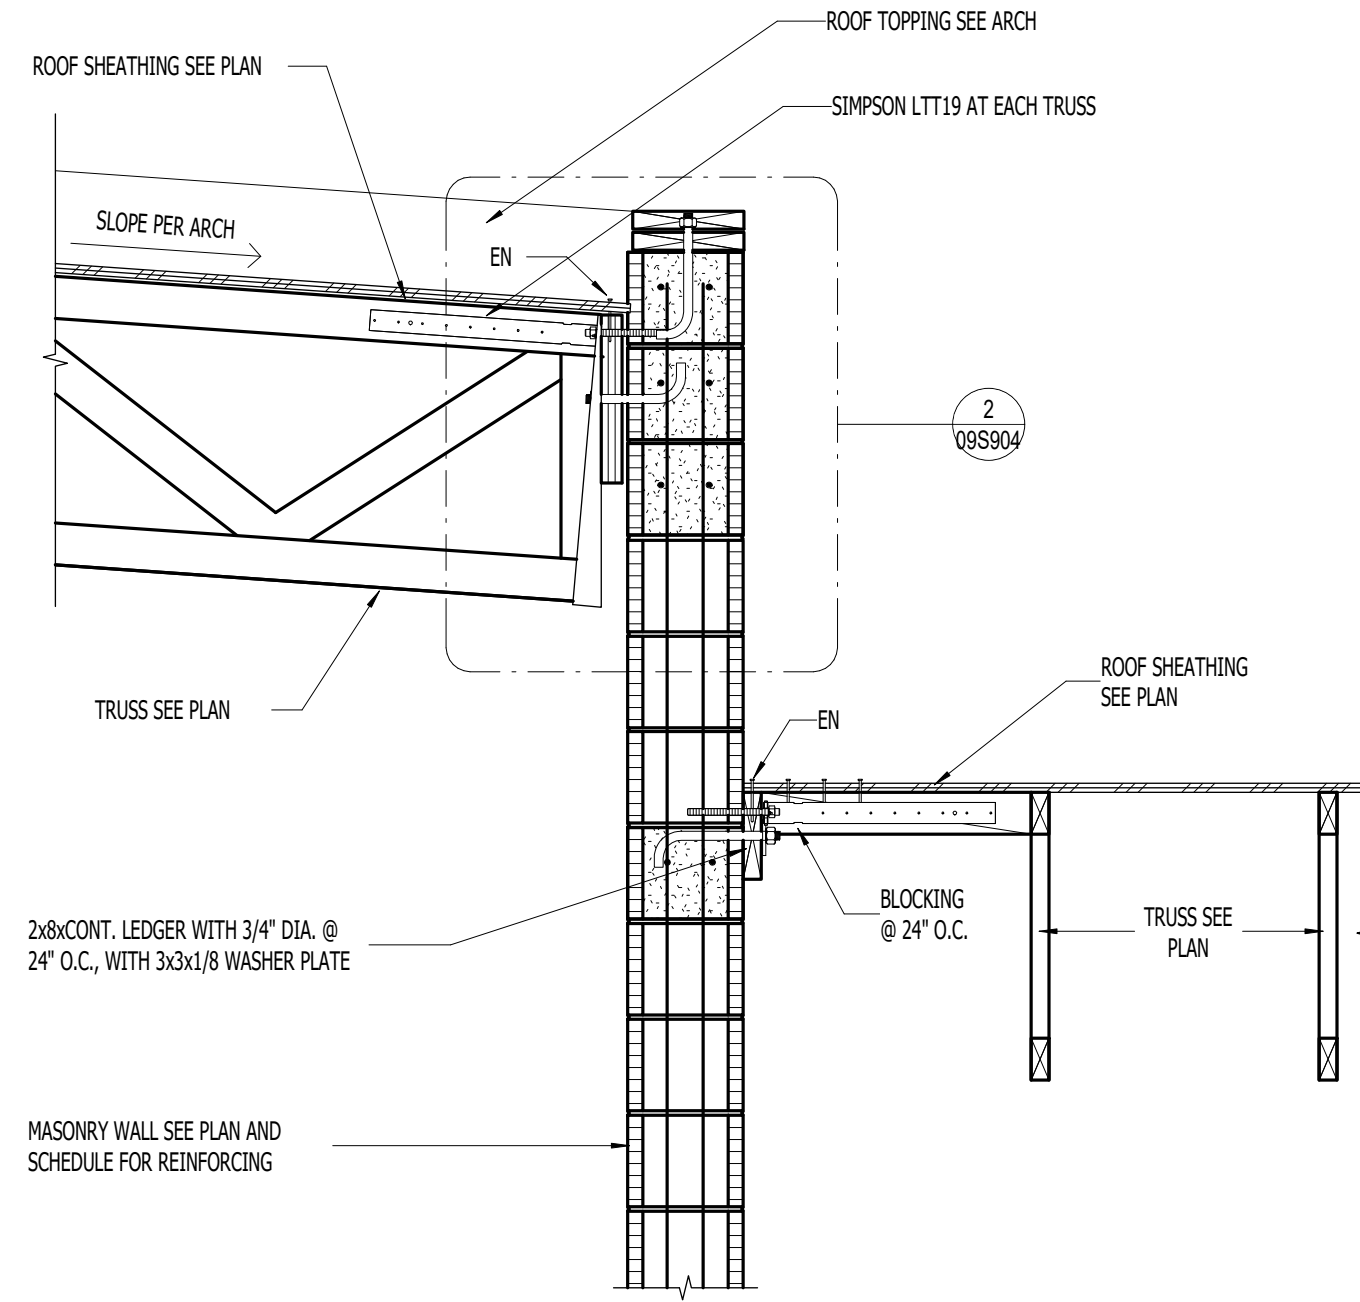 ROOF TOPPING SEE ARCH
ROOF SHEATHING SEE PLAN
SIMPSON LTT19 AT EACH TRUSS
SLOPE PER ARCH
EN
2
09S904
ROOF SHEATHING
SEE PLAN
TRUSS SEE PLAN
EN
BLOCKING
@ 24" O.C.
TRUSS SEE
PLAN
2x8xCONT. LEDGER WITH 3/4" DIA. @
24" O.C., WITH 3x3x1/8 WASHER PLATE
MASONRY WALL SEE PLAN AND
SCHEDULE FOR REINFORCING